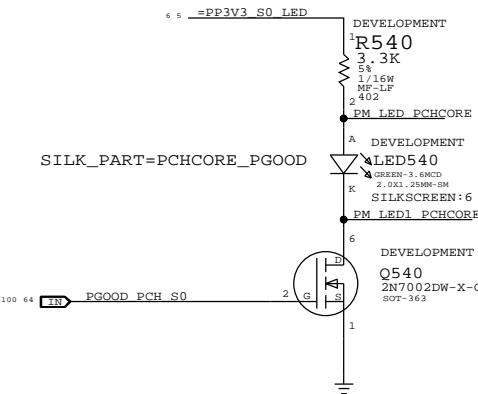 6 5 =PP3V3_S0_LED
DEVELOPMENT
1
R540
3.3K
5%
1/16W
MF-LF
402
2
PM_LED_PCHCORE
A
DEVELOPMENT
SILK_PART=PCHCORE_PGOOD
LED540
GREEN-3.6MCD
2.0X1.25MM-SM
K
SILKSCREEN:6
PM_LED1_PCHCORE
6
DEVELOPMENT
D
Q540
2N7002DW-X-G
SOT-363
100 64 IN PGOOD_PCH_S0 2 G S
1